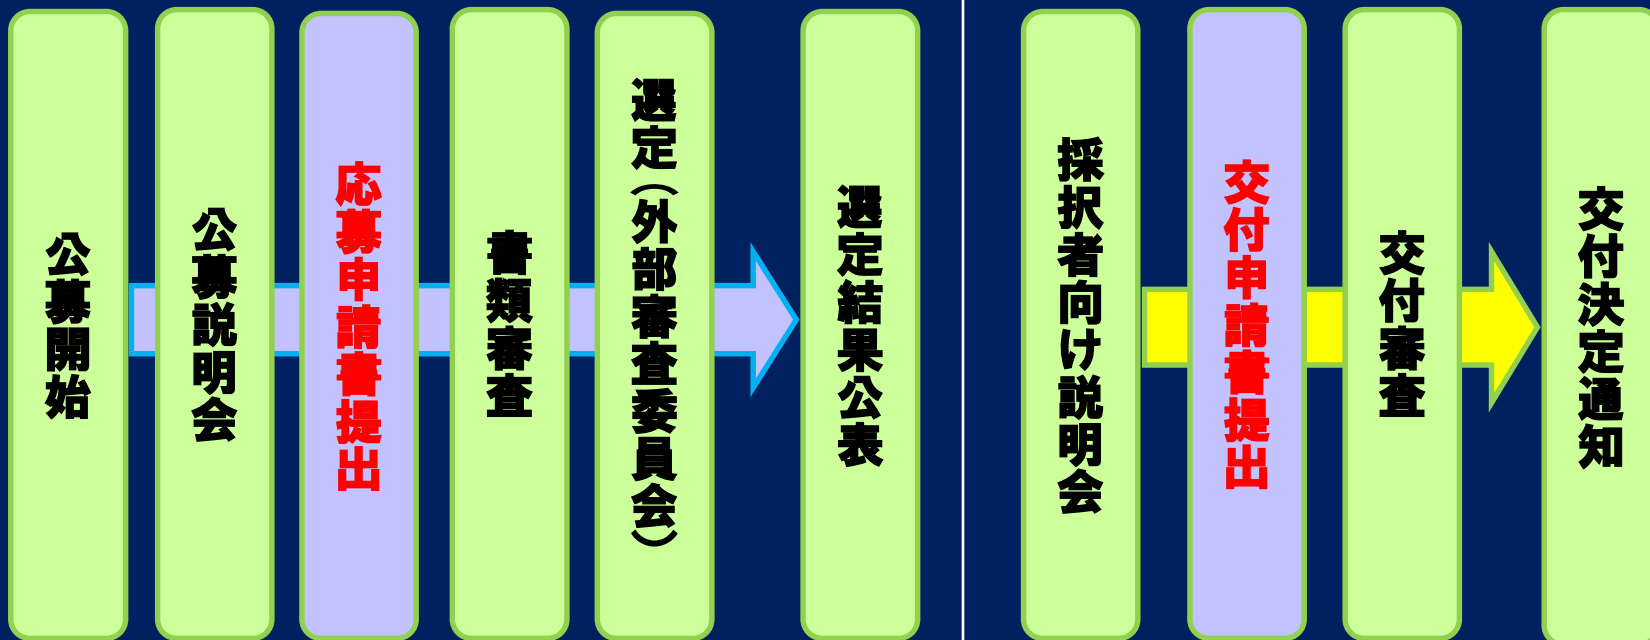 公募開始
公募説明会
応募申請書提出
書類審査
選定（外部審査委員会）
選定結果公表
採択者向け説明会
交付申請書提出
交付審査
交付決定通知